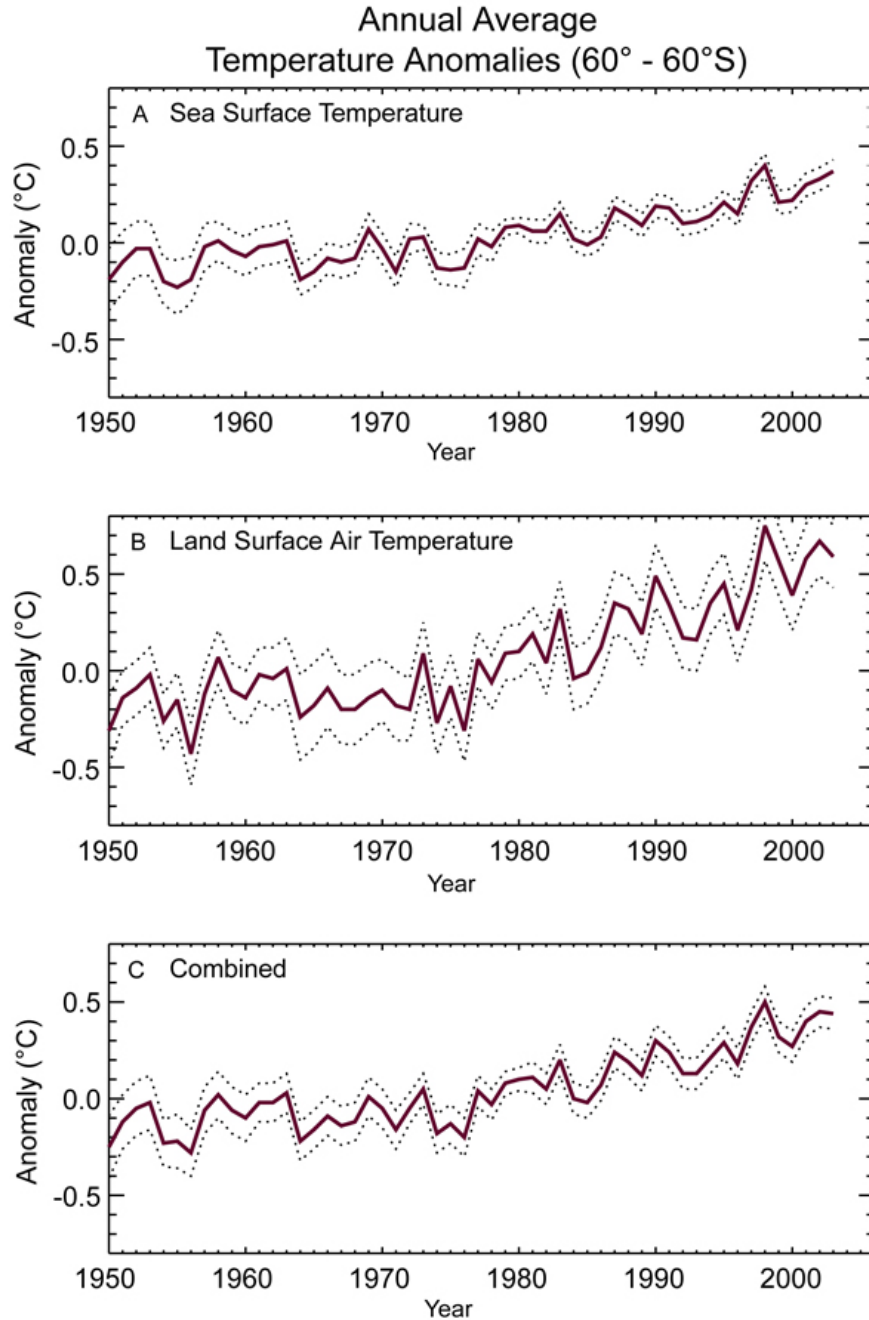 Annual Average
Temperature Anomalies (60° - 60°S)
A Sea Surface Temperature
0.5
0.0
-0.5
Anomaly (°C)
1950 1960 1970 1980 1990 2000
Year
B Land Surface Air Temperature
0.5
0.0
-0.5
Anomaly (°C)
1950 1960 1970 1980 1990 2000
Year
C Combined
0.5
0.0
-0.5
Anomaly (°C)
1950 1960 1970 1980 1990 2000
Year